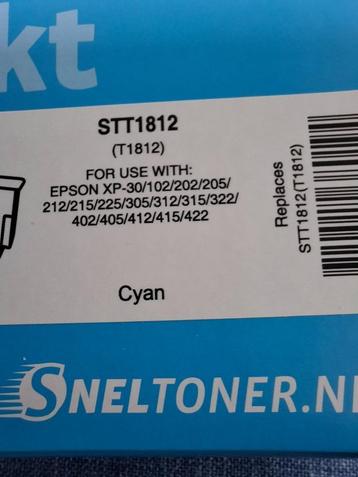 kt
STT1812
(T1812)
FOR USE WITH:
EPSON XP-30/102/202/205/
212/215/225/305/312/315/322/
402/405/412/415/422
Cyan
Replaces
STT1812(T1812)
SNELTONER.NL